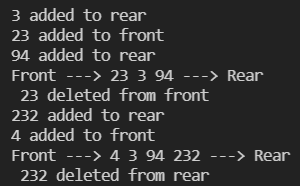 3 added to rear
23 added to front
94 added to rear
Front ---> 23 3 94 ---> Rear
 23 deleted from front
232 added to rear
4 added to front
Front ---> 4 3 94 232 ---> Rear
 232 deleted from rear